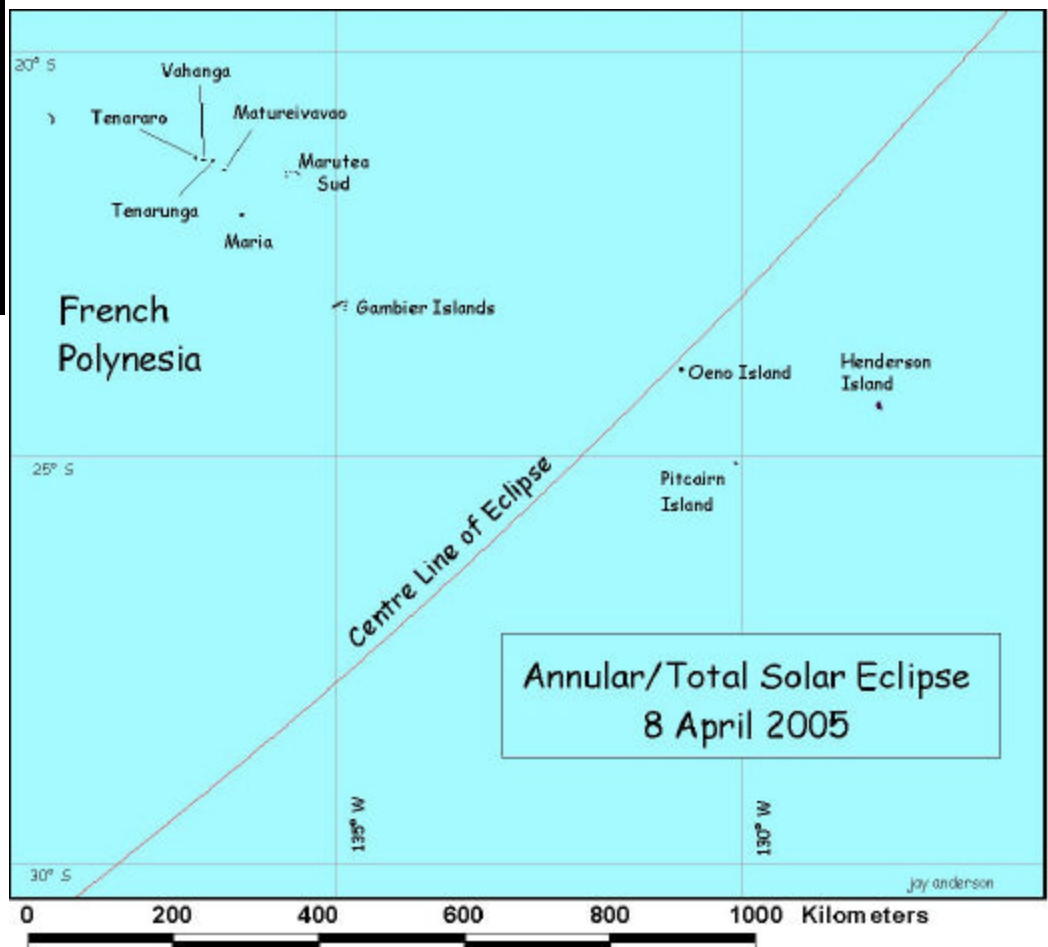 20° S
Vahanga
Tenararo
Matureivavao
Marutea
Sud
Tenarunga
Maria
French
Polynesia
Gambier Islands
Oeno Island
Henderson
Island
25° S
Pitcairn
Island
Centre Line of Eclipse
Annular/Total Solar Eclipse
8 April 2005
135° W
130° W
30° S
jay anderson
0 200 400 600 800 1000 Kilometers